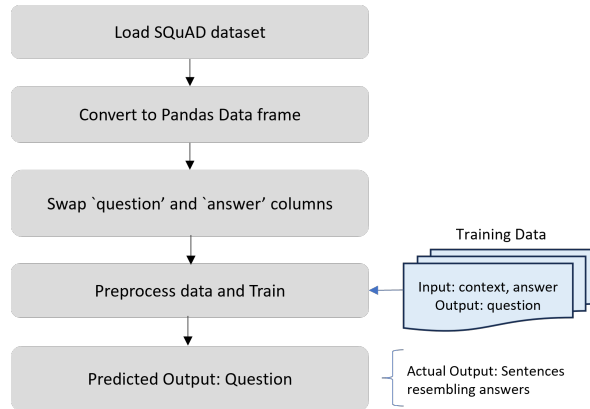 Load SQuAD dataset
Convert to Pandas Data frame
Swap `question’ and `answer’ columns
Training Data
Preprocess data and Train
Input: context, answer
Output: question
Predicted Output: Question
Actual Output: Sentences
resembling answers